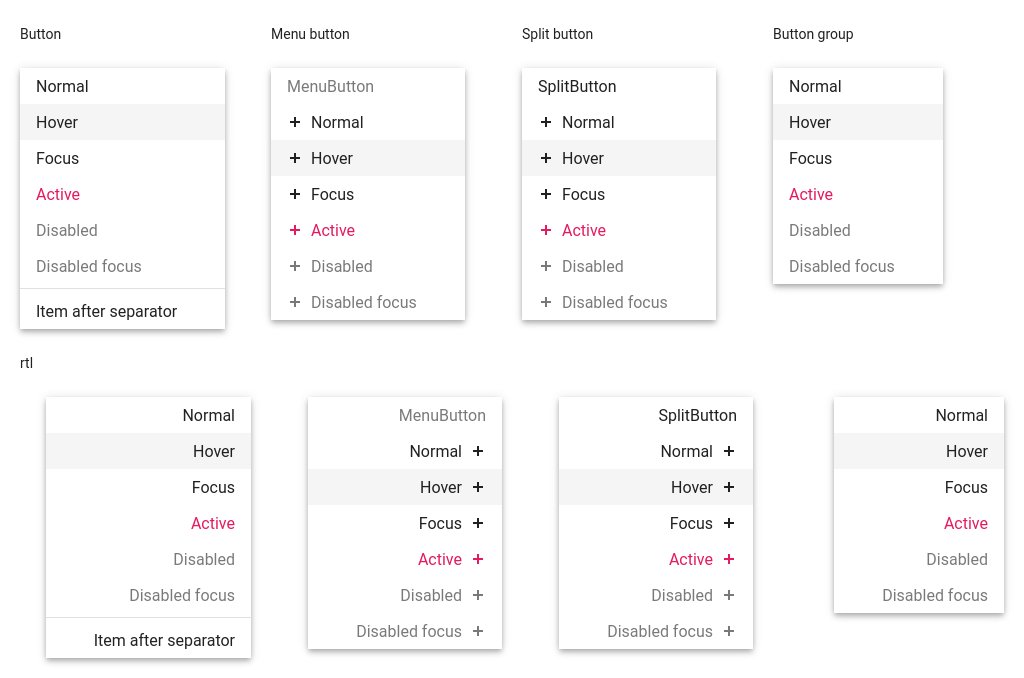 Button
Normal
Hover
Focus
Active
Disabled
Disabled focus
Item after separator
Menu button
MenuButton
+ Normal
+ Hover
+ Focus
+ Active
+ Disabled
+ Disabled focus
Split button
SplitButton
+ Normal
+ Hover
+ Focus
+ Active
+ Disabled
+ Disabled focus
Button group
Normal
Hover
Focus
Active
Disabled
Disabled focus
rtl
Normal
Hover
Focus
Active
Disabled
Disabled focus
Item after separator
MenuButton
Normal +
Hover +
Focus +
Active +
Disabled +
Disabled focus +
SplitButton
Normal +
Hover +
Focus +
Active +
Disabled +
Disabled focus +
Normal
Hover
Focus
Active
Disabled
Disabled focus